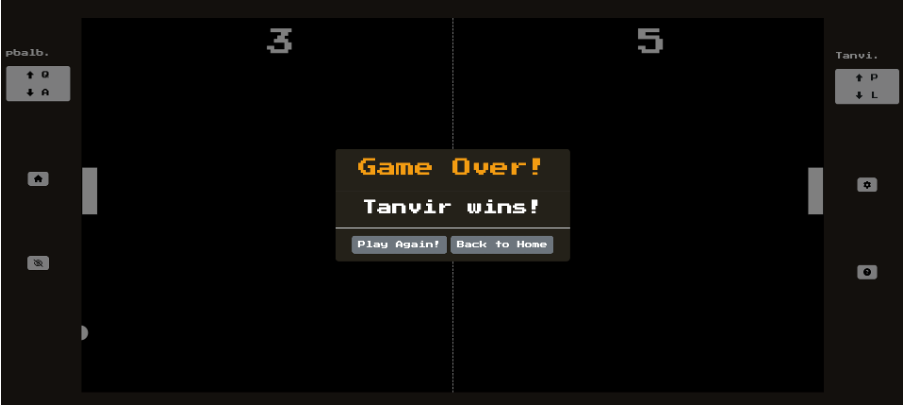 3 5
pbalb.
↑ Q
↓ A
Tanvi.
↑ P
↓ L
Game Over!
Tanvir wins!
Play Again! Back to Home